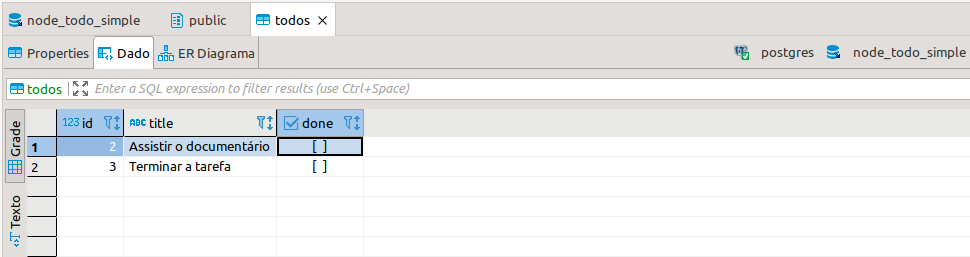 node_todo_simple public todos
Properties Dado ER Diagrama postgres node_todo_simple
todos Enter a SQL expression to filter results (use Ctrl+Space)
Grade
Texto
123 id ABC title done
1 2 Assistir o documentário [ ]
2 3 Terminar a tarefa [ ]